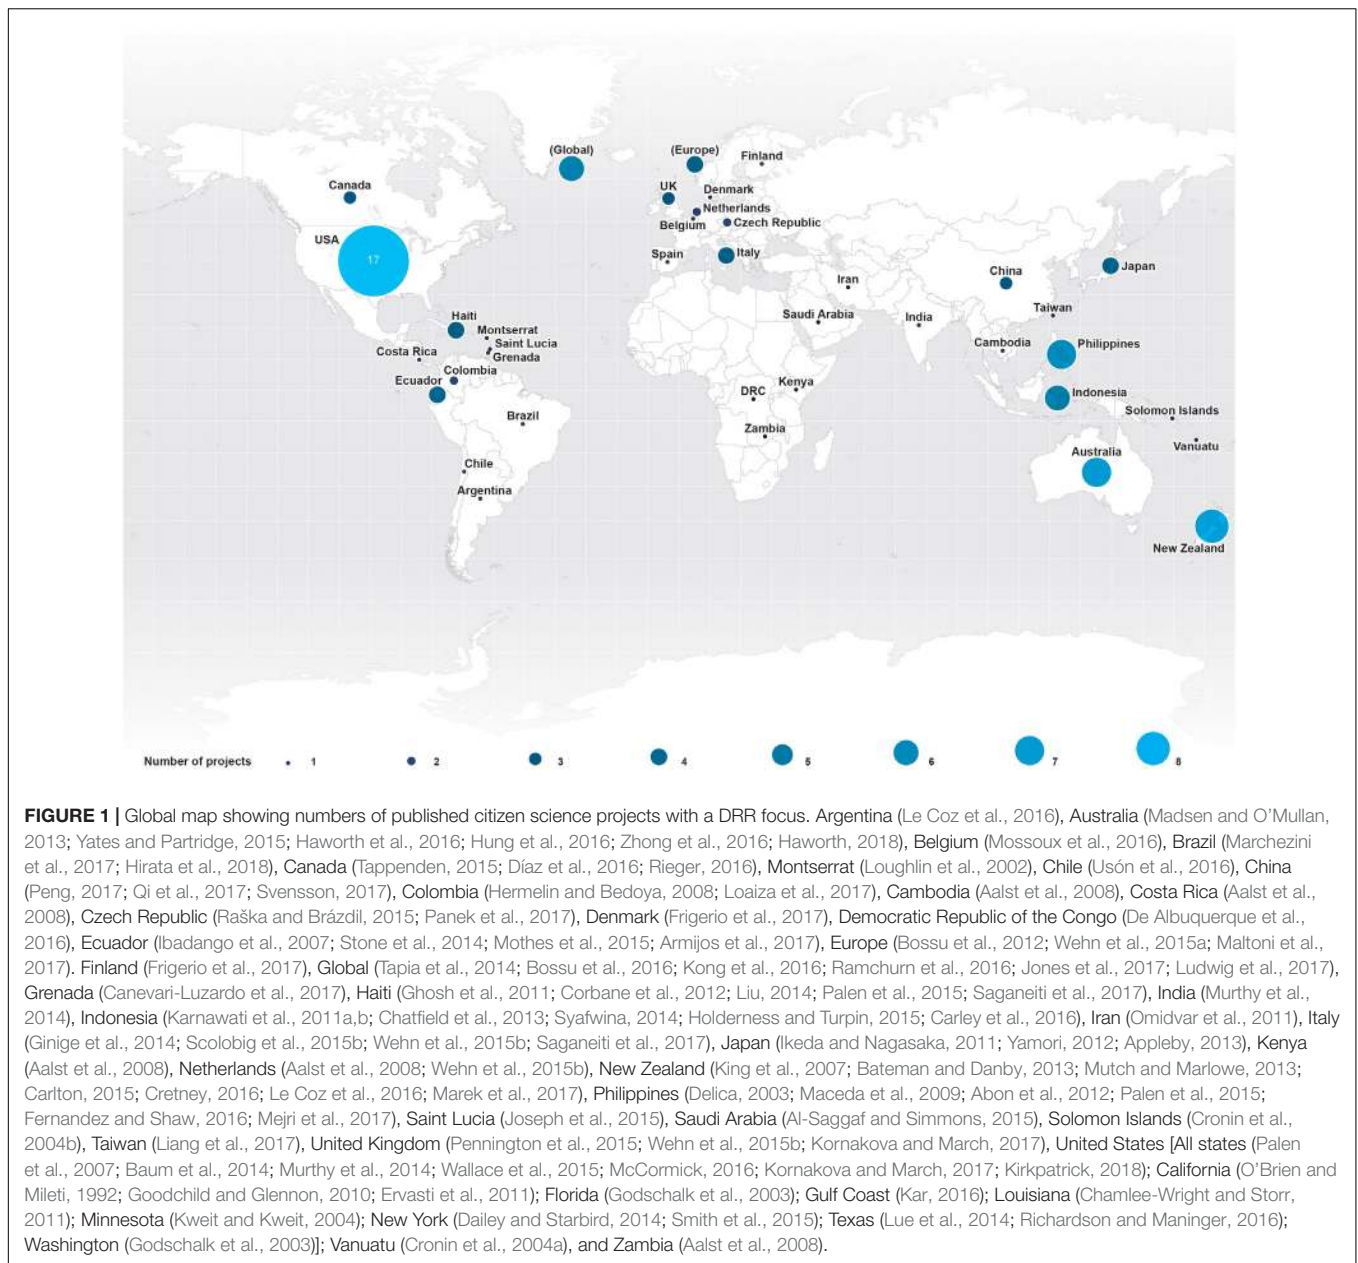 (Global)
(Europe)
Finland
Canada
UK
Denmark
Netherlands
Belgium
Czech Republic
USA
17
Spain
Italy
China
Japan
Iran
Haiti
Montserrat
Saint Lucia
Grenada
Saudi Arabia
India
Taiwan
Costa Rica
Cambodia
Philippines
Colombia
Ecuador
DRC
Kenya
Indonesia
Brazil
Zambia
Solomon Islands
Vanuatu
Chile
Australia
Argentina
New Zealand
Number of projects 1 2 3 4 5 6 7 8
FIGURE 1 | Global map showing numbers of published citizen science projects with a DRR focus. Argentina (Le Coz et al., 2016), Australia (Madsen and O'Mullan,
2013; Yates and Partridge, 2015; Haworth et al., 2016; Hung et al., 2016; Zhong et al., 2016; Haworth, 2018), Belgium (Mossoux et al., 2016), Brazil (Marchezini
et al., 2017; Hirata et al., 2018), Canada (Tappenden, 2015; Díaz et al., 2016; Rieger, 2016), Montserrat (Loughlin et al., 2002), Chile (Usón et al., 2016), China
(Peng, 2017; Qi et al., 2017; Svensson, 2017), Colombia (Hermelin and Bedoya, 2008; Loaiza et al., 2017), Cambodia (Aalst et al., 2008), Costa Rica (Aalst et al.,
2008), Czech Republic (Raška and Brázdil, 2015; Panek et al., 2017), Denmark (Frigerio et al., 2017), Democratic Republic of the Congo (De Albuquerque et al.,
2016), Ecuador (Ibadango et al., 2007; Stone et al., 2014; Mothes et al., 2015; Armijos et al., 2017), Europe (Bossu et al., 2012; Wehn et al., 2015a; Maltoni et al.,
2017). Finland (Frigerio et al., 2017), Global (Tapia et al., 2014; Bossu et al., 2016; Kong et al., 2016; Ramchurn et al., 2016; Jones et al., 2017; Ludwig et al., 2017),
Grenada (Canevari-Luzardo et al., 2017), Haiti (Ghosh et al., 2011; Corbane et al., 2012; Liu, 2014; Palen et al., 2015; Saganeiti et al., 2017), India (Murthy et al.,
2014), Indonesia (Karnawati et al., 2011a,b; Chatfield et al., 2013; Syafwina, 2014; Holderness and Turpin, 2015; Carley et al., 2016), Iran (Omidvar et al., 2011), Italy
(Ginige et al., 2014; Scolobig et al., 2015b; Wehn et al., 2015b; Saganeiti et al., 2017), Japan (Ikeda and Nagasaka, 2011; Yamori, 2012; Appleby, 2013), Kenya
(Aalst et al., 2008), Netherlands (Aalst et al., 2008; Wehn et al., 2015b), New Zealand (King et al., 2007; Bateman and Danby, 2013; Mutch and Marlowe, 2013;
Carlton, 2015; Cretney, 2016; Le Coz et al., 2016; Marek et al., 2017), Philippines (Delica, 2003; Maceda et al., 2009; Abon et al., 2012; Palen et al., 2015;
Fernandez and Shaw, 2016; Mejri et al., 2017), Saint Lucia (Joseph et al., 2015), Saudi Arabia (Al-Saggaf and Simmons, 2015), Solomon Islands (Cronin et al.,
2004b), Taiwan (Liang et al., 2017), United Kingdom (Pennington et al., 2015; Wehn et al., 2015b; Kornakova and March, 2017), United States [All states (Palen
et al., 2007; Baum et al., 2014; Murthy et al., 2014; Wallace et al., 2015; McCormick, 2016; Kornakova and March, 2017; Kirkpatrick, 2018); California (O'Brien and
Mileti, 1992; Goodchild and Glennon, 2010; Ervasti et al., 2011); Florida (Godschalk et al., 2003); Gulf Coast (Kar, 2016); Louisiana (Chamlee-Wright and Storr,
2011); Minnesota (Kweit and Kweit, 2004); New York (Dailey and Starbird, 2014; Smith et al., 2015); Texas (Lue et al., 2014; Richardson and Maninger, 2016);
Washington (Godschalk et al., 2003)]; Vanuatu (Cronin et al., 2004a), and Zambia (Aalst et al., 2008).